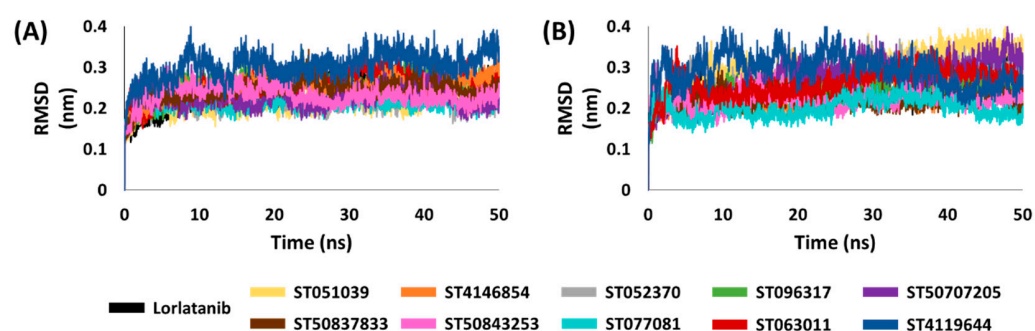 (A)
0.4
0.3
0.2
0.1
0
RMSD
(nm)
0 10 20 30 40 50
Time (ns)
(B)
0.4
0.3
0.2
0.1
0
RMSD
(nm)
0 10 20 30 40 50
Time (ns)
Lorlatanib
ST051039 ST4146854 ST052370 ST096317 ST50707205
ST50837833 ST50843253 ST077081 ST063011 ST4119644